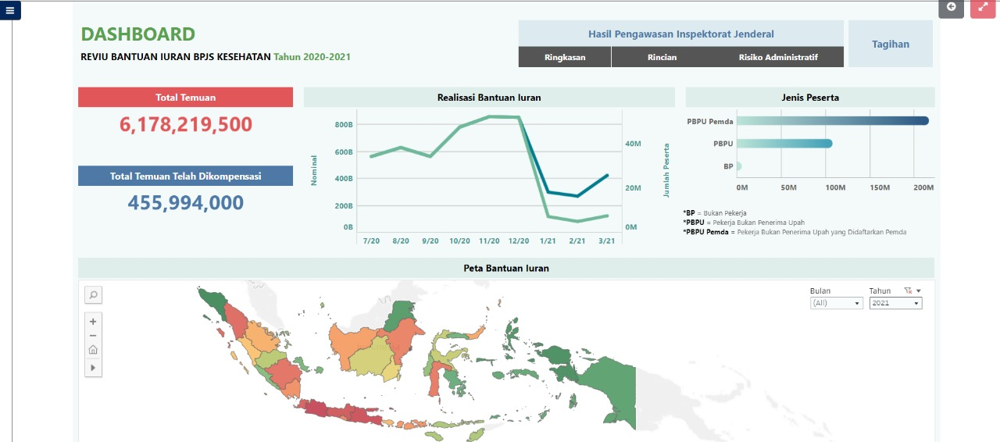 DASHBOARD
REVIU BANTUAN IURAN BPJS KESEHATAN Tahun 2020-2021
Hasil Pengawasan Inspektorat Jenderal
Ringkasan
Rincian
Risiko Administratif
Tagihan
Total Temuan
6,178,219,500
Total Temuan Telah Dikompensasi
455,994,000
Realisasi Bantuan Iuran
800B
600B
400B
200B
0B
Nominal
40M
20M
0M
Jumlah Peserta
7/20 8/20 9/20 10/20 11/20 12/20 1/21 2/21 3/21
Jenis Peserta
PBPU Pemda
PBPU
BP
0M 50M 100M 150M 200M
*BP = Bukan Pekerja
*PBPU = Pekerja Bukan Penerima Upah
*PBPU Pemda = Pekerja Bukan Penerima Upah yang Didaftarkan Pemda
Peta Bantuan Iuran
Bulan
(All)
Tahun
2021